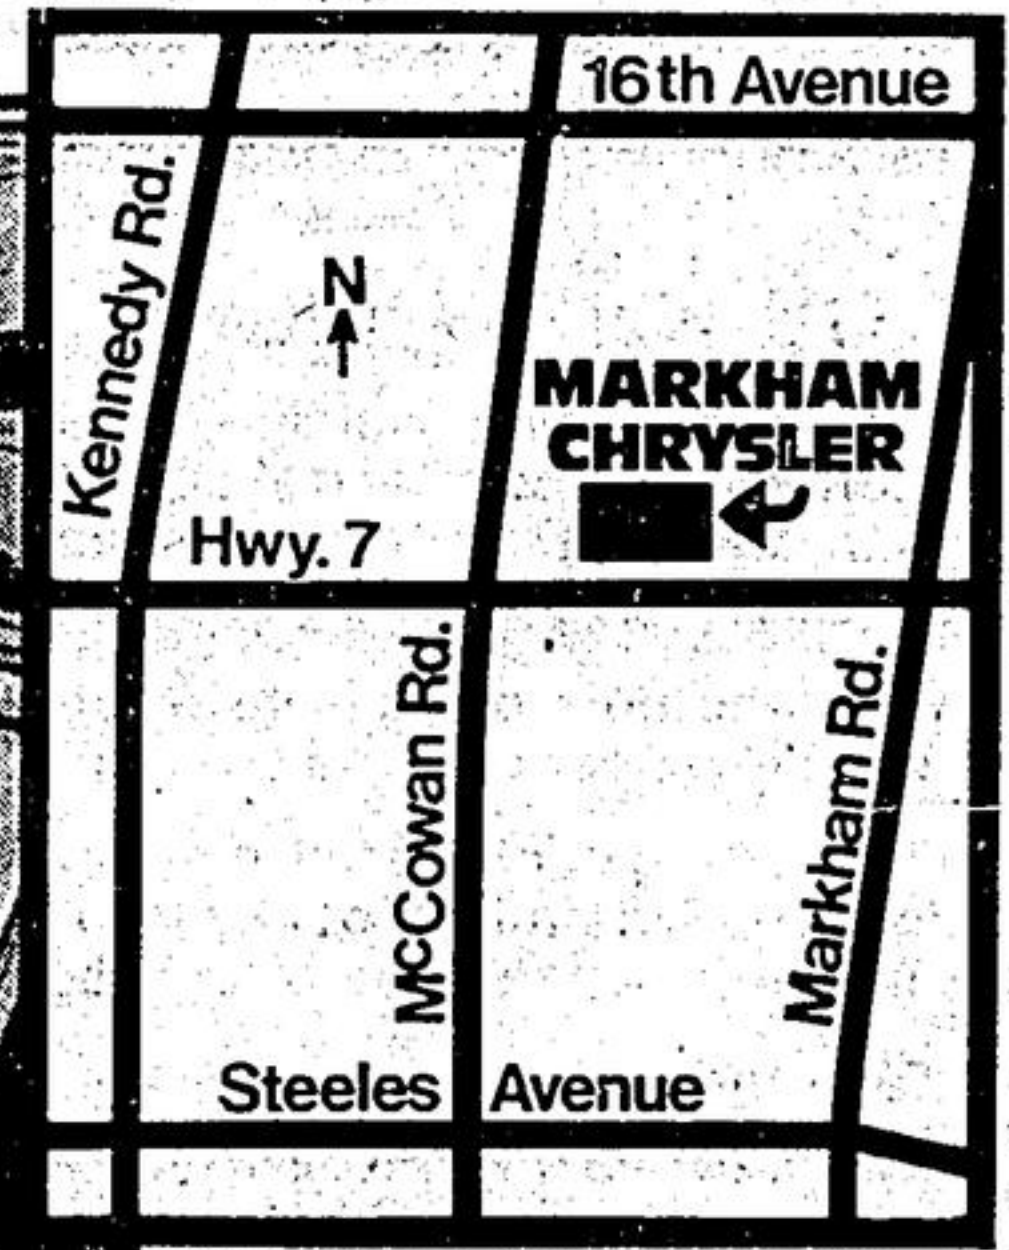 16th Avenue
Kennedy Rd.
N
MARKHAM
CHRYSLER
Hwy. 7
McCowan Rd.
Markham Rd.
Steeles Avenue